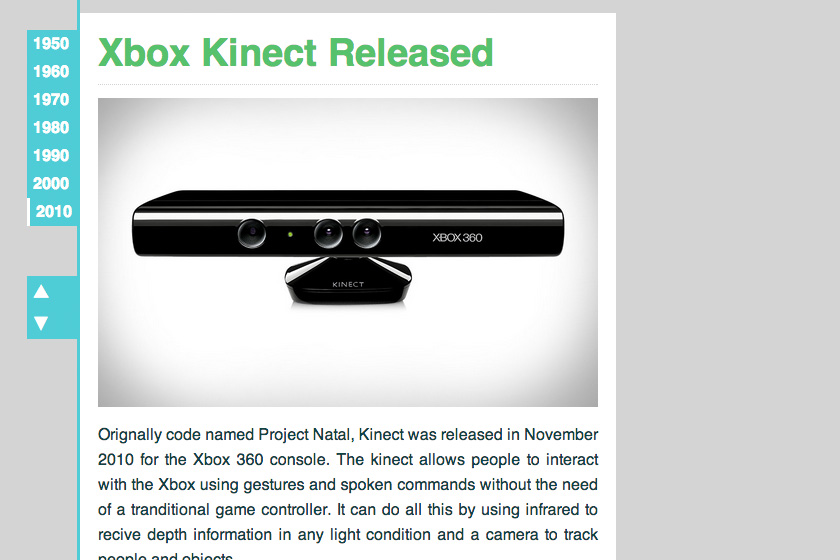 1950
1960
1970
1980
1990
2000
2010
Xbox Kinect Released
XBOX 360
KINECT
Orignally code named Project Natal, Kinect was released in November
2010 for the Xbox 360 console. The kinect allows people to interact
with the Xbox using gestures and spoken commands without the need
of a tranditional game controller. It can do all this by using infrared to
recive depth information in any light condition and a camera to track
people and objects.